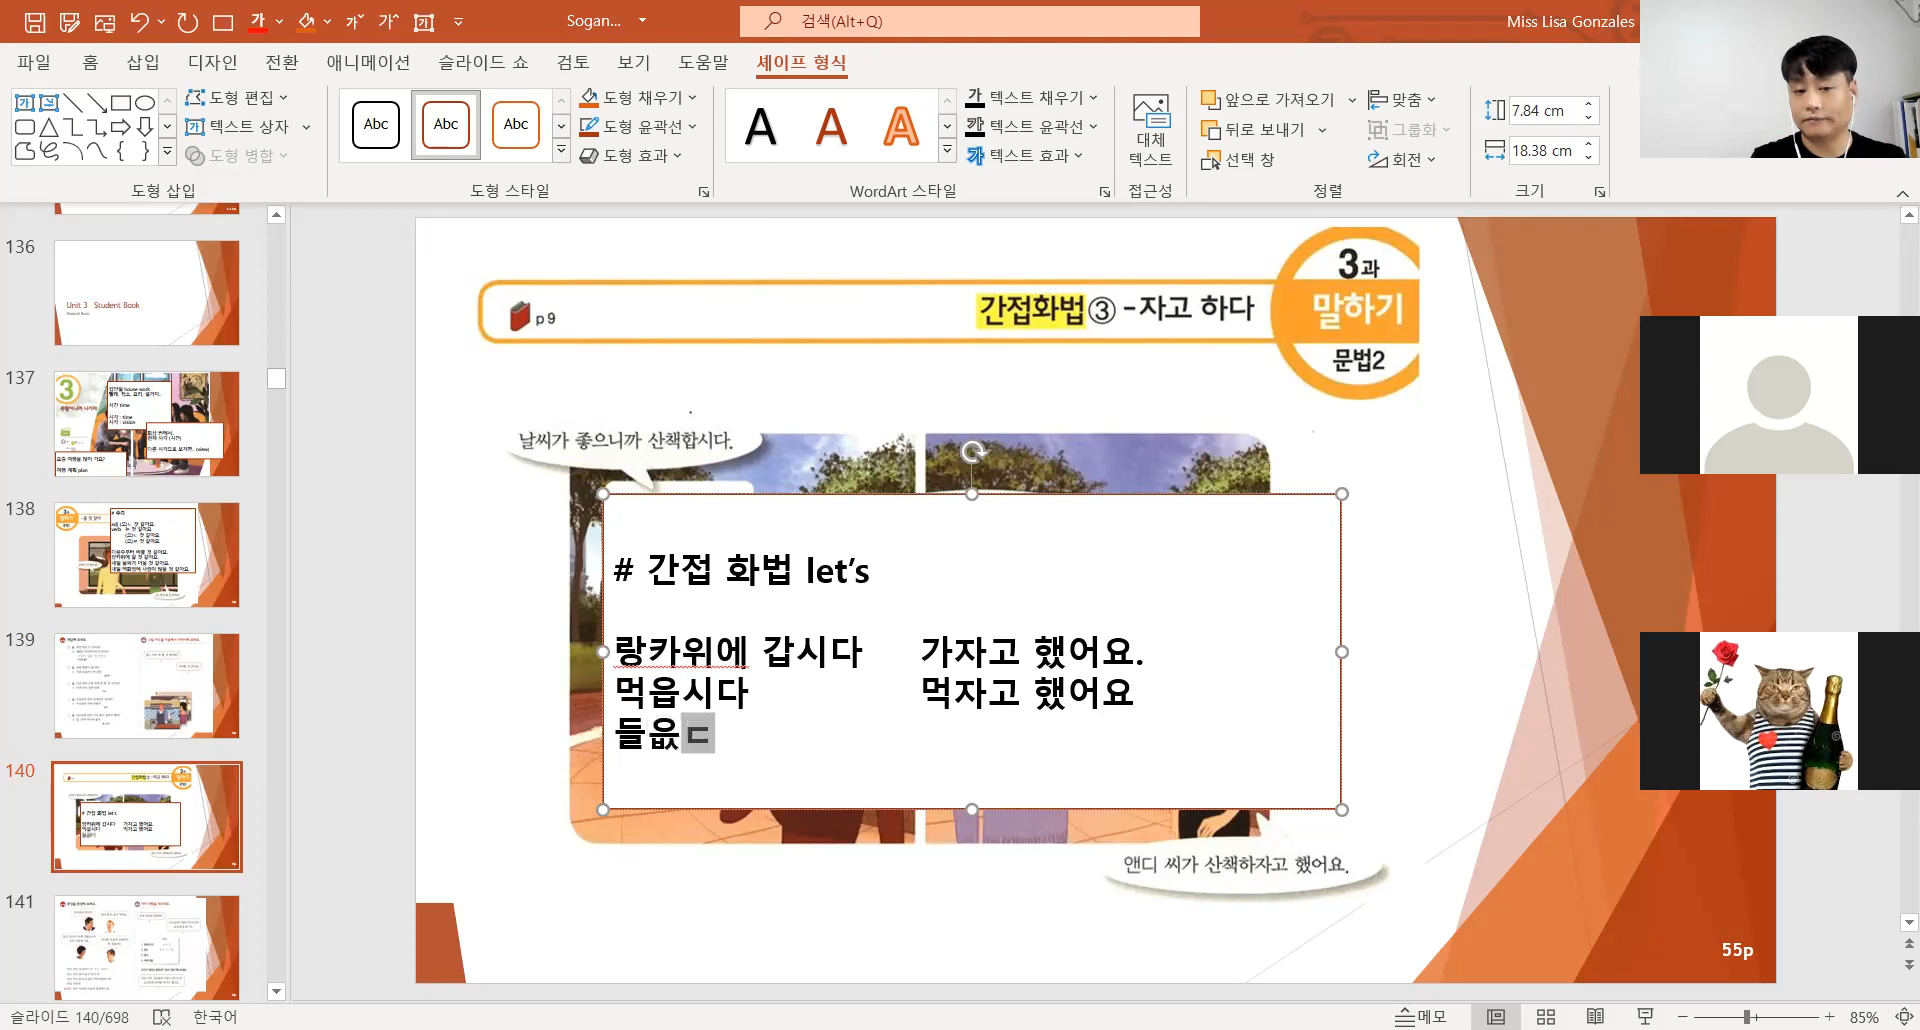 Sogan...
검색(Alt+Q)
Miss Lisa Gonzales
파일 홈 삽입 디자인 전환 애니메이션 슬라이드 쇼 검토 보기 도움말 셰이프 형식
도형 편집
텍스트 상자
도형 병합
도형 삽입
Abc Abc Abc
도형 채우기
도형 윤곽선
도형 효과
도형 스타일
A A A
텍스트 채우기
텍스트 윤곽선
텍스트 효과
WordArt 스타일
대체
텍스트
접근성
앞으로 가져오기
뒤로 보내기
선택 창
맞춤
그룹화
회전
정렬
7.84 cm
18.38 cm
크기
136
Unit 3 Student Book
137
138
139
140
141
p 9
간접화법③ -자고 하다
3과
말하기
문법2
날씨가 좋으니까 산책합시다.
# 간접 화법 let's
랑카위에 갑시다 가자고 했어요.
먹읍시다 먹자고 했어요
들읎ㄷ
앤디 씨가 산책하자고 했어요.
55p
슬라이드 140/698 한국어
메모
85%